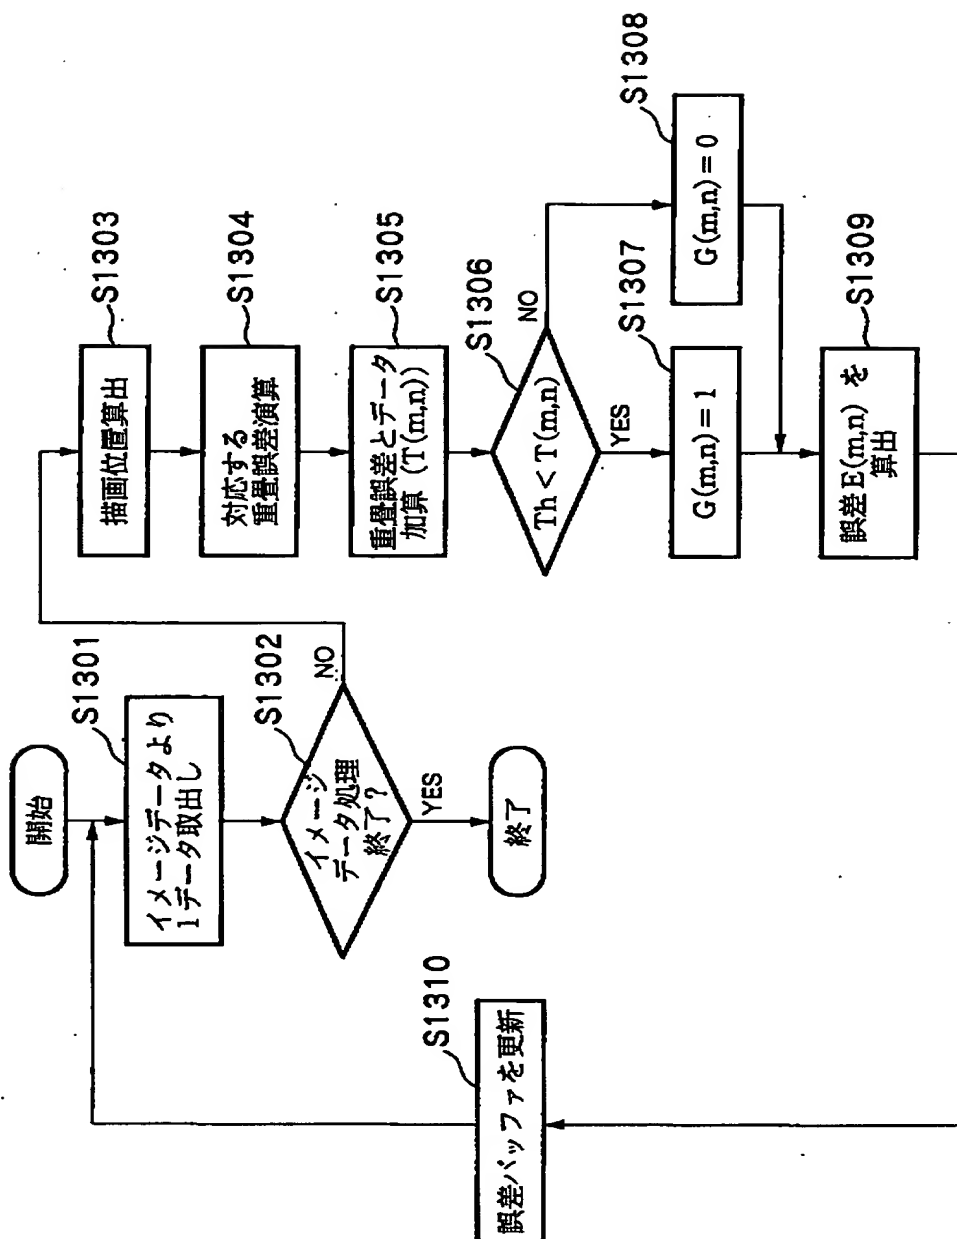 開始
イメージデータより
1データ取出し
S1301
イメージ
データ処理
終了?
S1302
NO
YES
終了
描画位置算出
S1303
対応する
重畳誤差演算
S1304
重畳誤差とデータ
加算 (T(m,n))
S1305
Th < T(m,n)
S1306
NO
YES
G(m,n) = 1
S1307
G(m,n) = 0
S1308
誤差E(m,n) を
算出
S1309
誤差バッファを更新
S1310